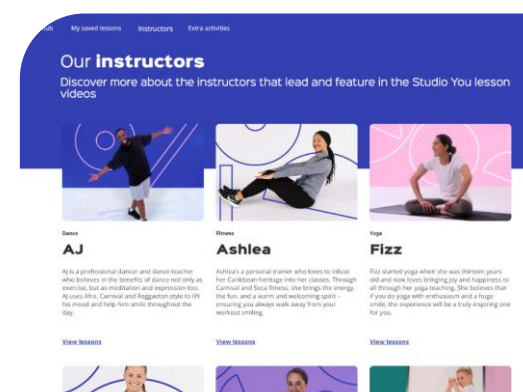 ub My saved lessons Instructors Extra activities
Our instructors
Discover more about the instructors that lead and feature in the Studio You lesson
videos
Dance
AJ
AJ is a professional dancer and dance teacher
who believes in the benefits of dance not only as
exercise, but as meditation and expression too.
AJ uses Afro, Carnival and Reggaeton style to lift
his mood and help him smile throughout the
day.
View lessons
Fitness
Ashlea
Ashlea's a personal trainer who loves to infuse
her Caribbean heritage into her classes. Through
Carnival and Soca fitness, she brings the energy,
the fun, and a warm and welcoming spirit –
ensuring you always walk away from your
workout smiling.
View lessons
Yoga
Fizz
Fizz started yoga when she was thirteen years
old and now loves bringing joy and happiness to
all through her yoga teaching. She believes that
if you do yoga with enthusiasm and a huge
smile, the experience will be a truly inspiring one
for you.
View lessons